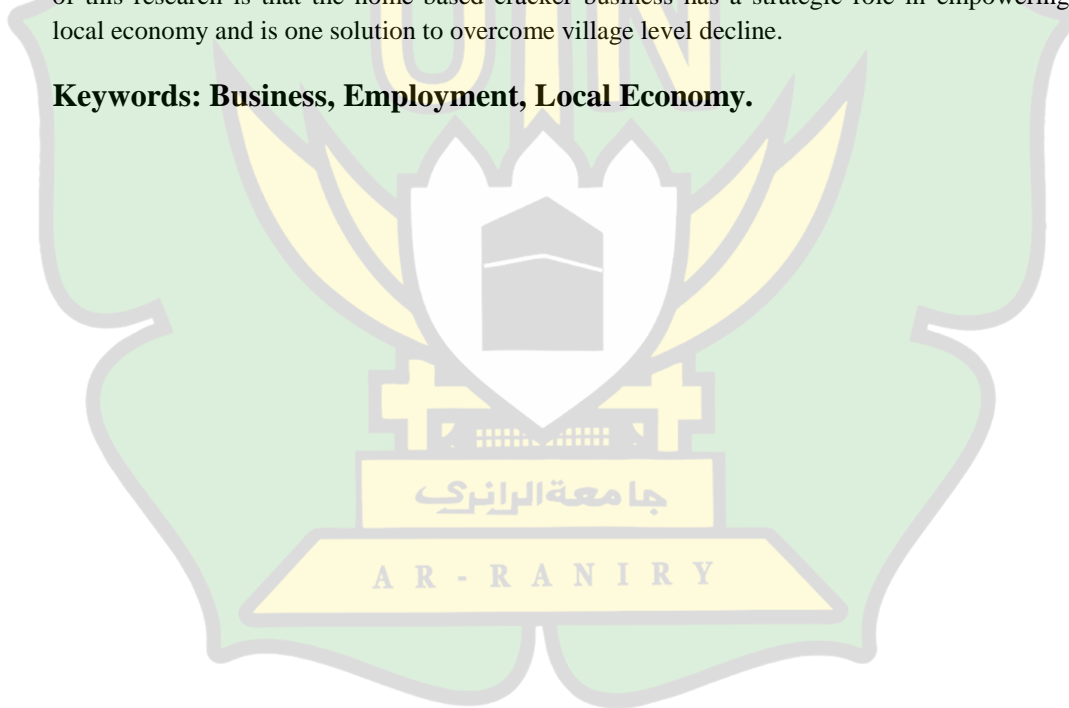 of this research is that the home-based cracker business has a strategic role in empowering
local economy and is one solution to overcome village level decline.
Keywords: Business, Employment, Local Economy.
UIN
جامعة الرانري
AR-RANIRY